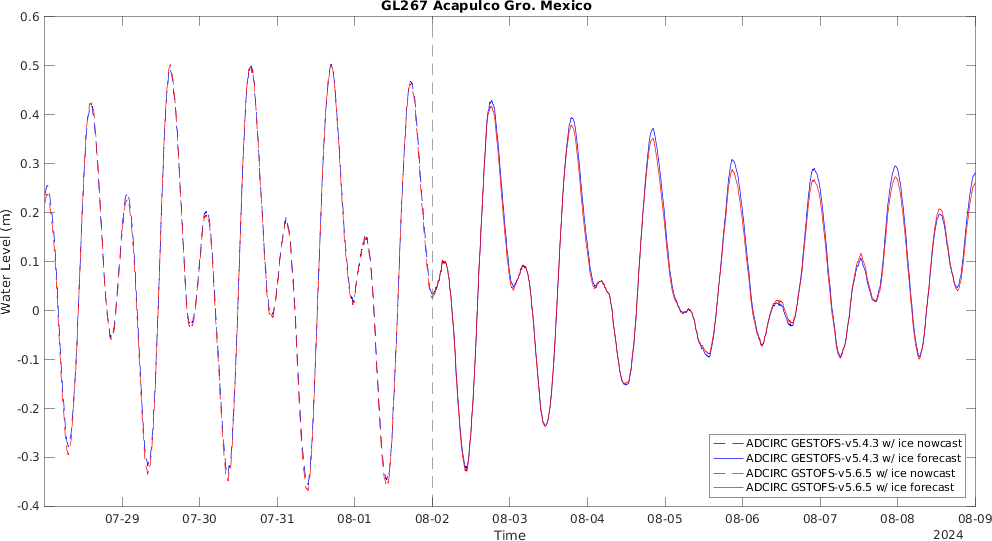 GL267 Acapulco Gro. Mexico
0.6
0.5
0.4
0.3
0.2
0.1
0
-0.1
-0.2
-0.3
-0.4
Water Level (m)
07-29 07-30 07-31 08-01 08-02 08-03 08-04 08-05 08-06 08-07 08-08 08-09
Time
2024
ADCIRC GESTOFS-v5.4.3 w/ ice nowcast
ADCIRC GESTOFS-v5.4.3 w/ ice forecast
ADCIRC GSTOFS-v5.6.5 w/ ice nowcast
ADCIRC GSTOFS-v5.6.5 w/ ice forecast